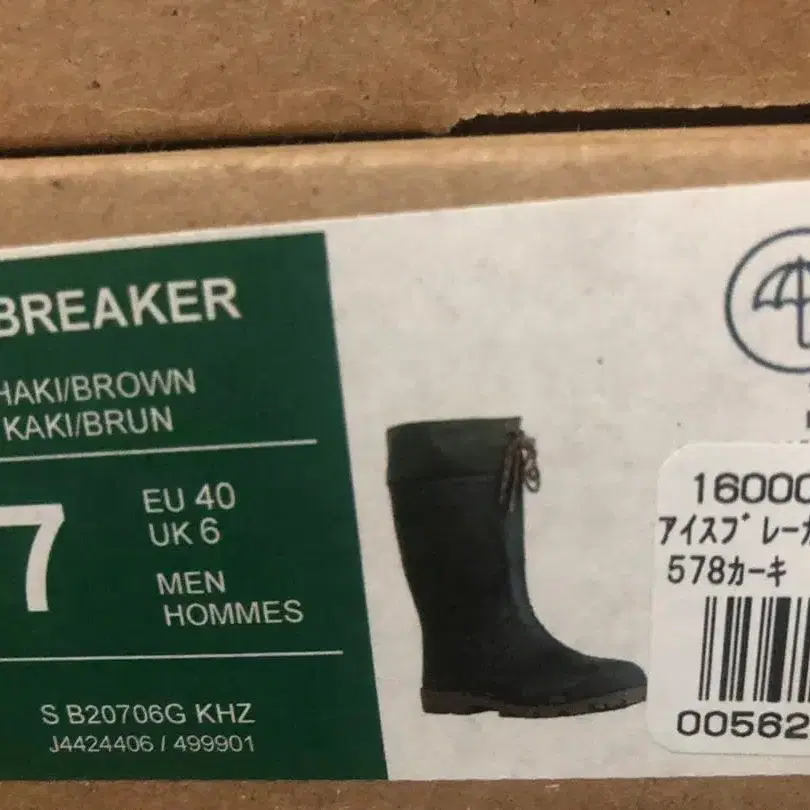 BREAKER
HAKI/BROWN
KAKI/BRUN
7
EU 40
UK 6
MEN
HOMMES
S B20706G KHZ
J4424406 / 499901
16000
アイスブレーカ
578カーキ
00562